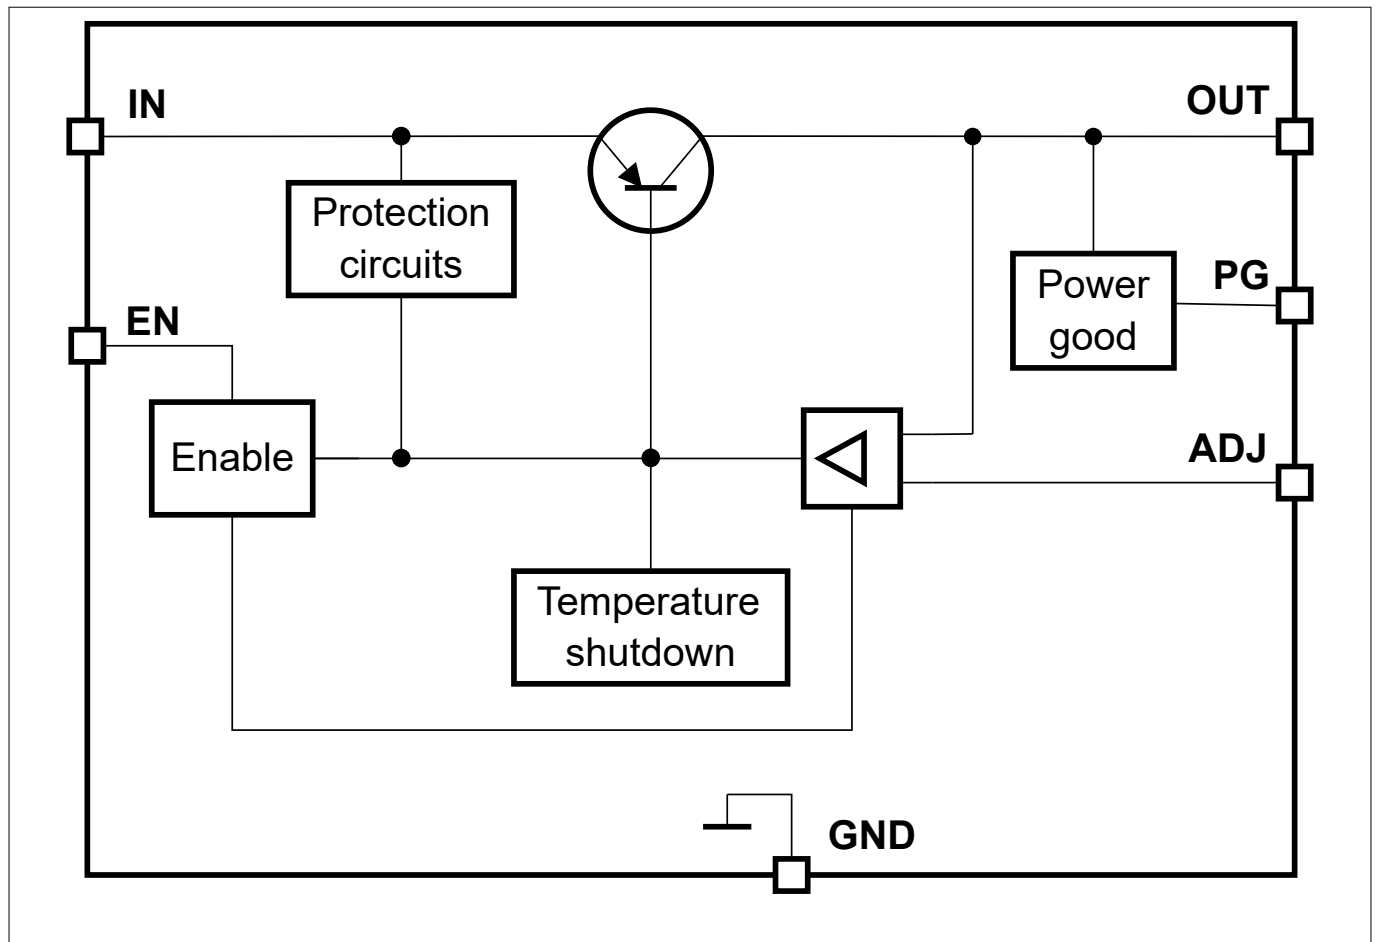 IN
OUT
Protection
circuits
Power
good
PG
EN
Enable
ADJ
Temperature
shutdown
GND